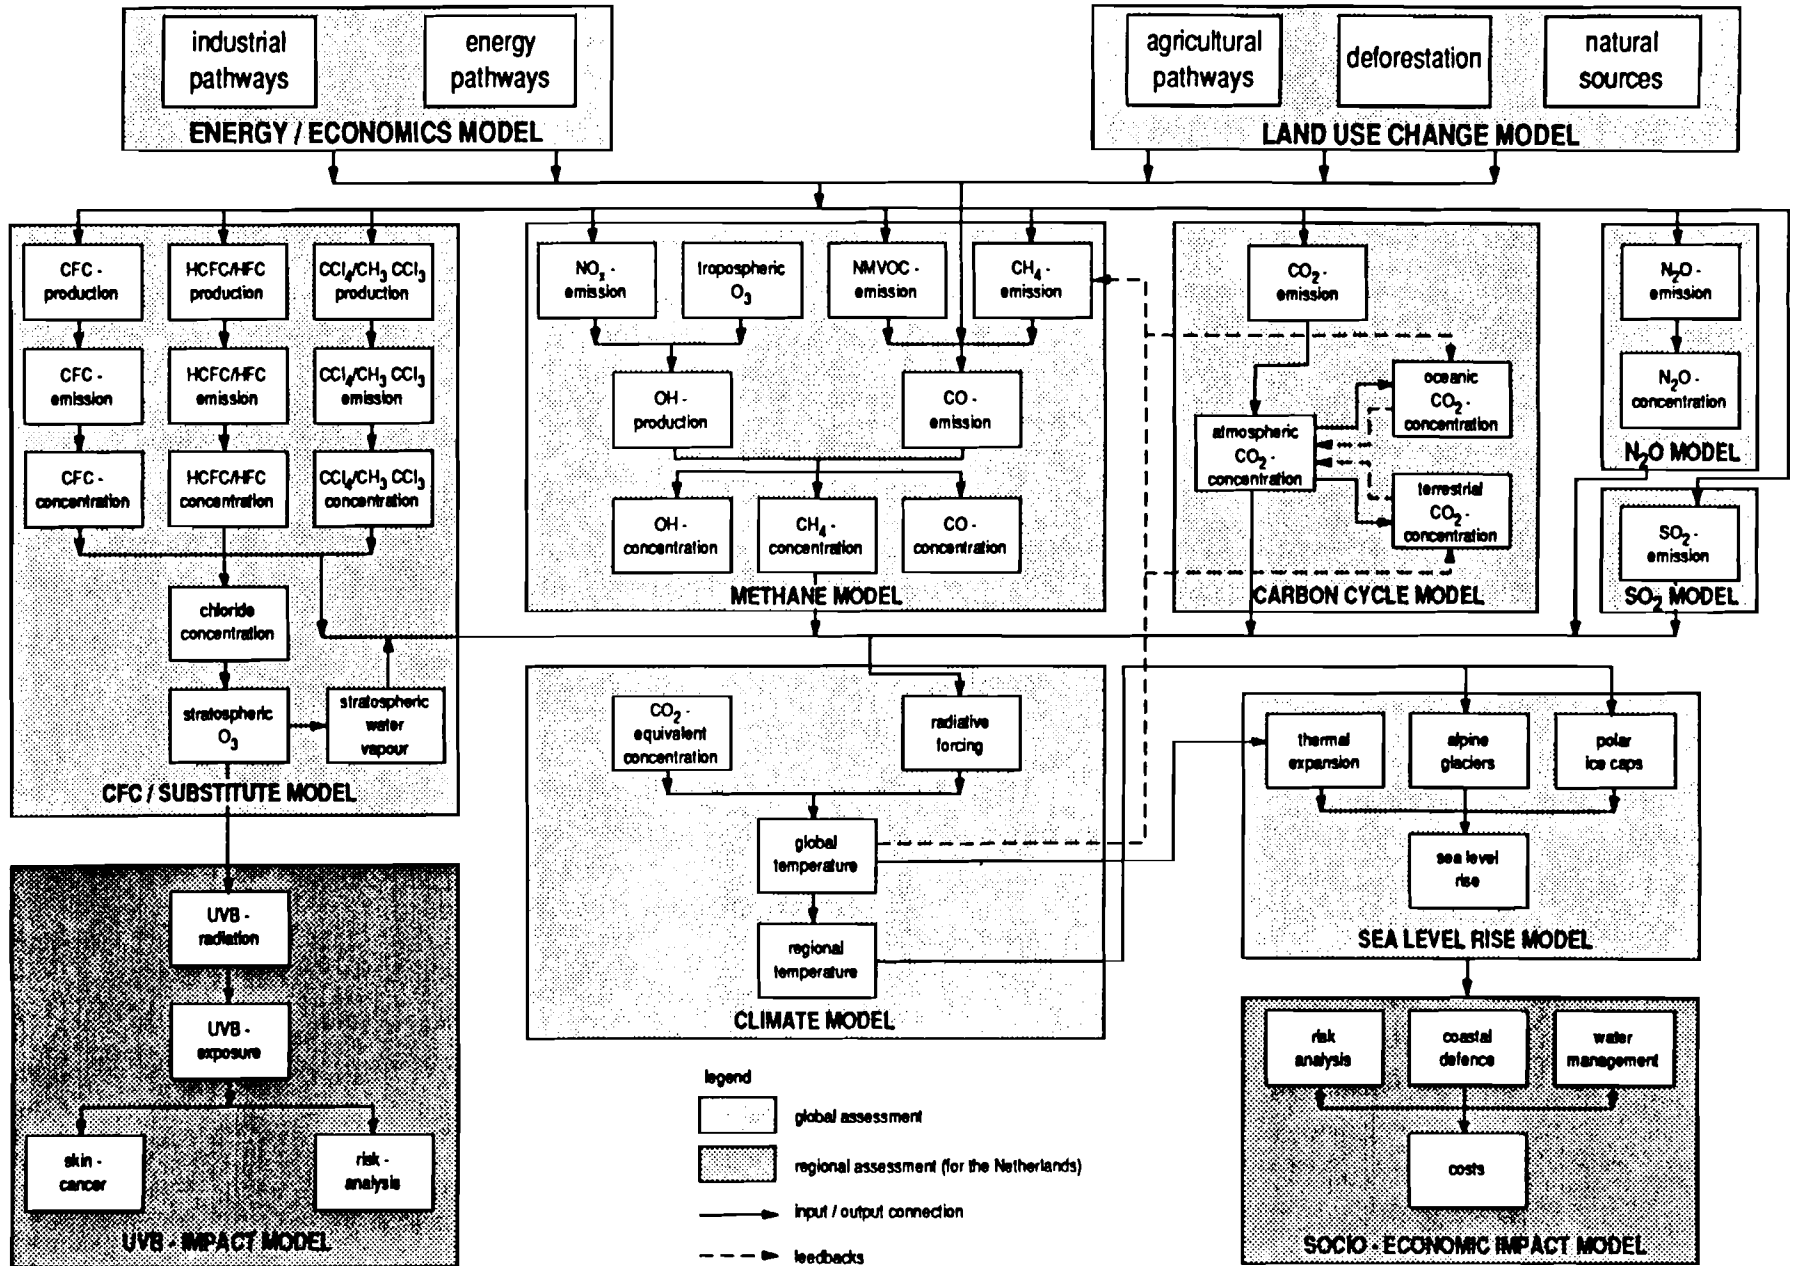 industrial
pathways
energy
pathways
ENERGY / ECONOMICS MODEL
agricultural
pathways
deforestation
natural
sources
LAND USE CHANGE MODEL
CFC -
production
HCFC/HFC
production
CCl4/CH3 CCl3
production
CFC -
emission
HCFC/HFC
emission
CCl4/CH3 CCl3
emission
CFC -
concentration
HCFC/HFC
concentration
CCl4/CH3 CCl3
concentration
chloride
concentration
stratospheric
O3
stratospheric
water
vapour
CFC / SUBSTITUTE MODEL
NOx -
emission
tropospheric
O3
NMVOC -
emission
CH4 -
emission
OH -
production
CO -
emission
OH -
concentration
CH4 -
concentration
CO -
concentration
METHANE MODEL
CO2 -
emission
atmospheric
CO2 -
concentration
oceanic
CO2 -
concentration
terrestrial
CO2 -
concentration
CARBON CYCLE MODEL
N2O -
emission
N2O -
concentration
N2O MODEL
SO2 -
emission
SO2 MODEL
CO2 -
equivalent
concentration
radiative
forcing
global
temperature
regional
temperature
CLIMATE MODEL
thermal
expansion
alpine
glaciers
polar
ice caps
sea level
rise
SEA LEVEL RISE MODEL
UVB -
radiation
UVB -
exposure
skin -
cancer
risk -
analysis
UVB - IMPACT MODEL
risk
analysis
coastal
defence
water
management
costs
SOCIO - ECONOMIC IMPACT MODEL
legend
global assessment
regional assessment (for the Netherlands)
input / output connection
feedbacks